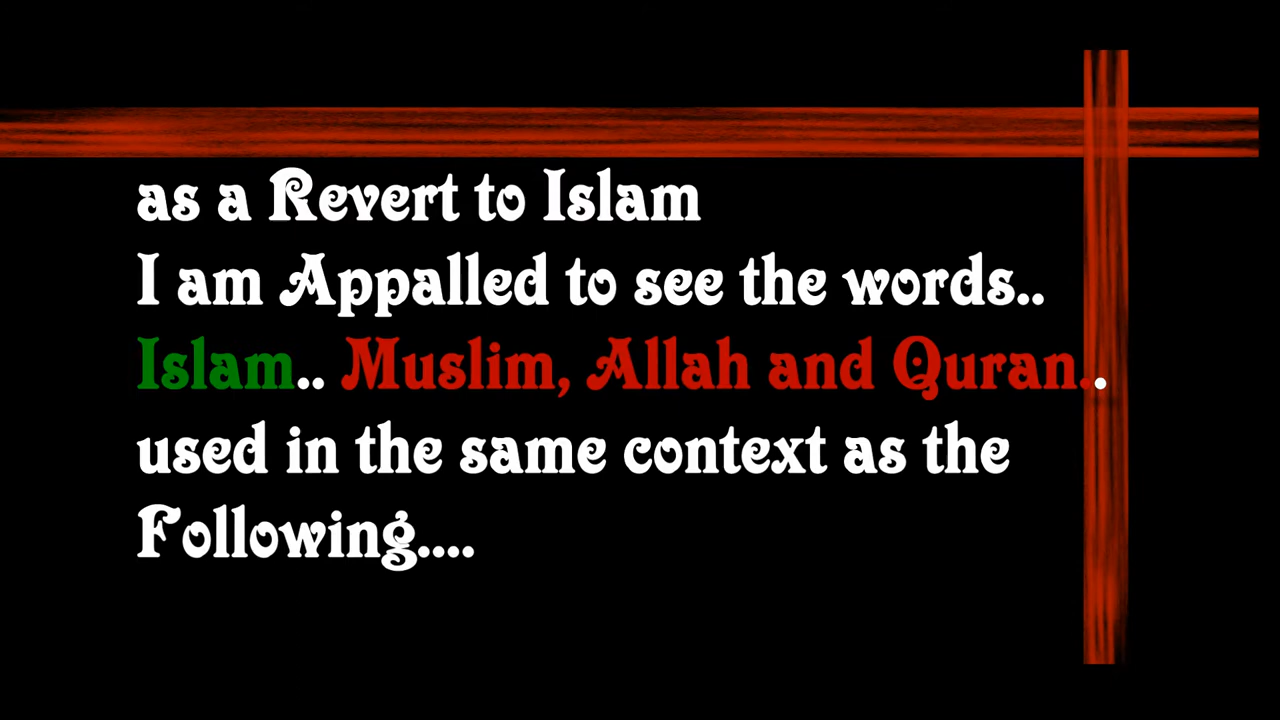 as a Revert to Islam
I am Appalled to see the words..
Islam.. Muslim, Allah and Quran..
used in the same context as the
Following....